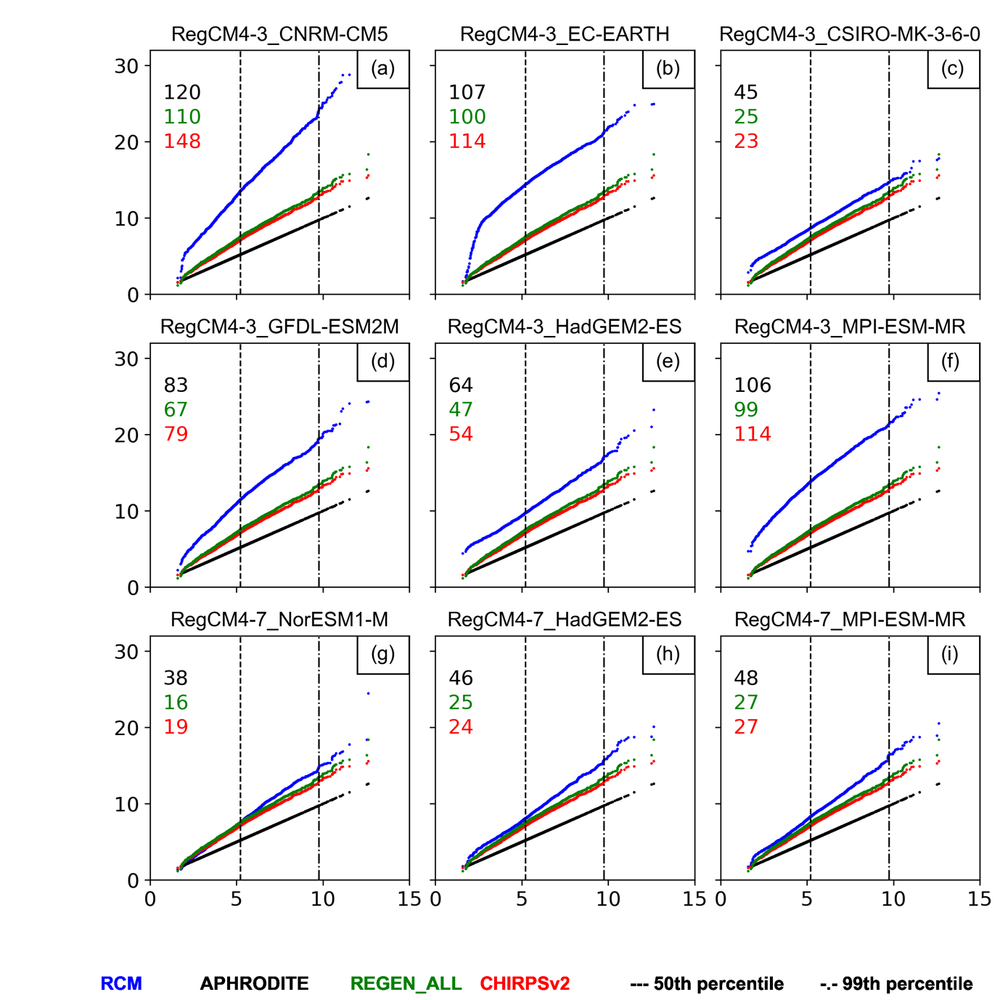 RegCM4-3_CNRM-CM5
RegCM4-3_EC-EARTH
RegCM4-3_CSIRO-MK-3-6-0
30
20
10
0
(a)
120
110
148
(b)
107
100
114
(c)
45
25
23
RegCM4-3_GFDL-ESM2M
RegCM4-3_HadGEM2-ES
RegCM4-3_MPI-ESM-MR
30
20
10
0
(d)
83
67
79
(e)
64
47
54
(f)
106
99
114
RegCM4-7_NorESM1-M
RegCM4-7_HadGEM2-ES
RegCM4-7_MPI-ESM-MR
30
20
10
0
(g)
38
16
19
(h)
46
25
24
(i)
48
27
27
0 5 10 15
0 5 10 15
0 5 10 15
RCM APHRODITE REGEN_ALL CHIRPSv2 --- 50th percentile -.- 99th percentile